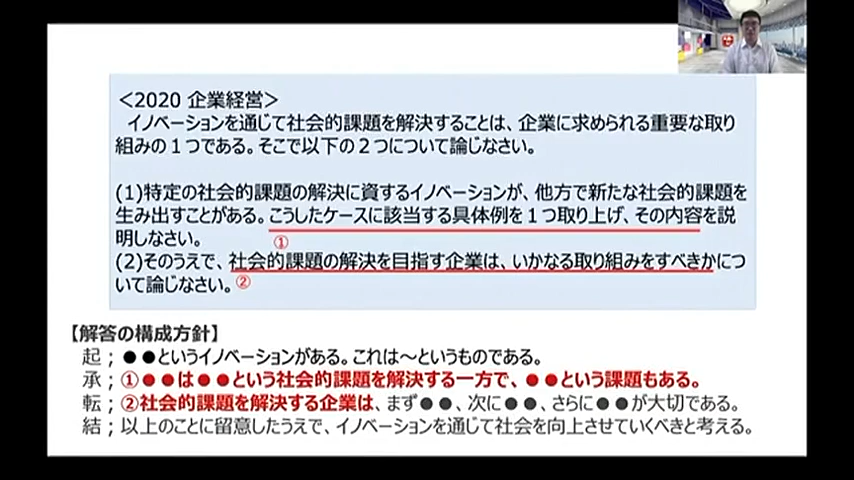 ＜2020 企業経営＞
イノベーションを通じて社会的課題を解決することは、企業に求められる重要な取り
組みの１つである。そこで以下の２つについて論じなさい。
(1)特定の社会的課題の解決に資するイノベーションが、他方で新たな社会的課題を
生み出すことがある。こうしたケースに該当する具体例を１つ取り上げ、その内容を説
明しなさい。
①
(2)そのうえで、社会的課題の解決を目指す企業は、いかなる取り組みをすべきかにつ
いて論じなさい。
②
【解答の構成方針】
起；●●というイノベーションがある。これは～というものである。
承；①●●は●●という社会的課題を解決する一方で、●●という課題もある。
転；②社会的課題を解決する企業は、まず●●、次に●●、さらに●●が大切である。
結；以上のことに留意したうえで、イノベーションを通じて社会を向上させていくべきと考える。